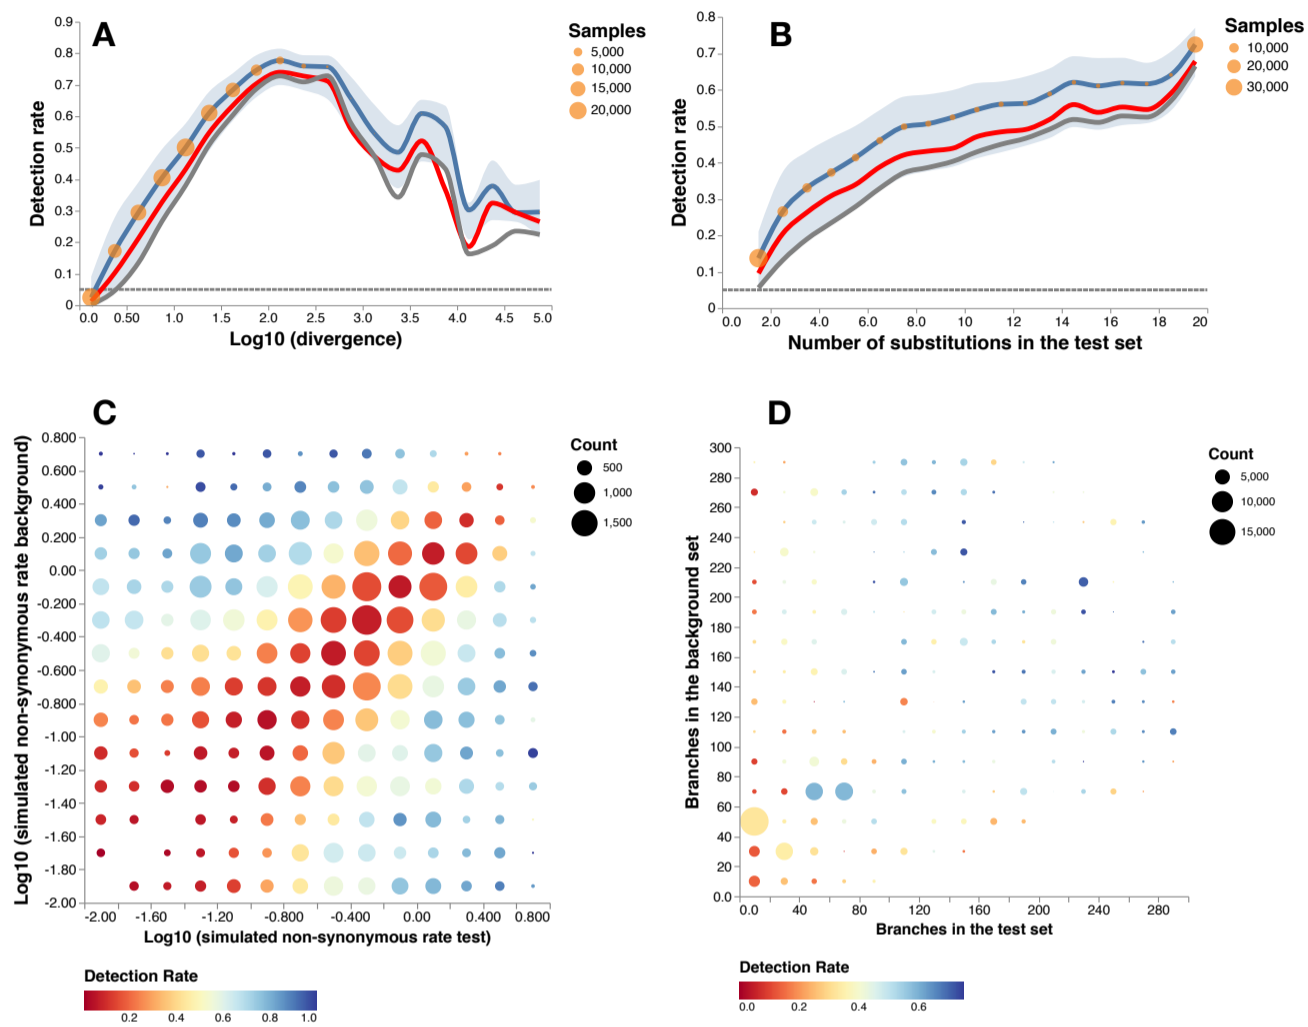 A
Detection rate
0.9
0.8
0.7
0.6
0.5
0.4
0.3
0.2
0.1
0
0.0 0.50 1.0 1.5 2.0 2.5 3.0 3.5 4.0 4.5 5.0
Log10 (divergence)
Samples
5,000
10,000
15,000
20,000
B
Detection rate
0.8
0.7
0.6
0.5
0.4
0.3
0.2
0.1
0
0.0 2.0 4.0 6.0 8.0 10 12 14 16 18 20
Number of substitutions in the test set
Samples
10,000
20,000
30,000
C
Log10 (simulated non-synonymous rate background)
0.800
0.600
0.400
0.200
0.00
-0.200
-0.400
-0.600
-0.800
-1.00
-1.20
-1.40
-1.60
-1.80
-2.00
-2.00 -1.60 -1.20 -0.800 -0.400 0.00 0.400 0.800
Log10 (simulated non-synonymous rate test)
Count
500
1,000
1,500
Detection Rate
0.2 0.4 0.6 0.8 1.0
D
Branches in the background set
300
280
260
240
220
200
180
160
140
120
100
80
60
40
20
0.0
0.0 40 80 120 160 200 240 280
Branches in the test set
Count
5,000
10,000
15,000
Detection Rate
0.0 0.2 0.4 0.6